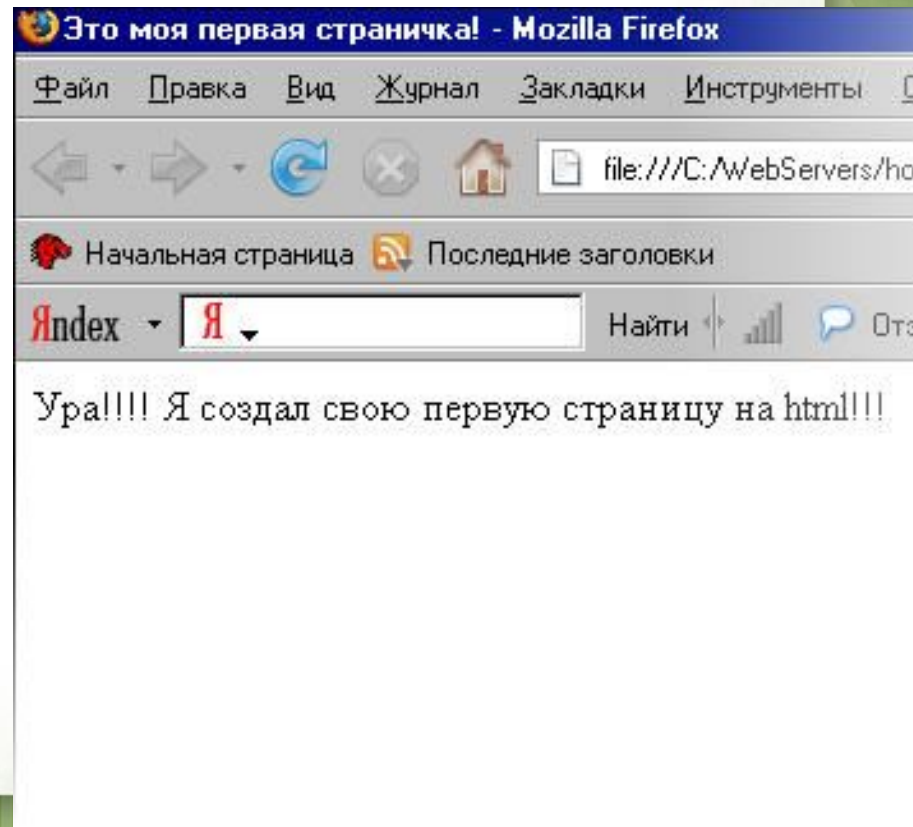 Это моя первая страничка! - Mozilla Firefox
Файл Правка Вид Журнал Закладки Инструменты
file:///C:/WebServers/ho
Начальная страница Последние заголовки
Яndex Я Найти Отз
Ура!!!! Я создал свою первую страницу на html!!!